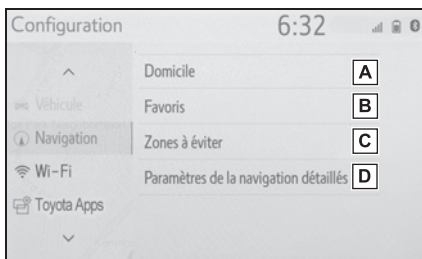 Configuration 6:32
Domicile A
Véhicule Favoris B
Navigation Zones à éviter C
Wi-Fi Paramètres de la navigation détaillés D
Toyota Apps